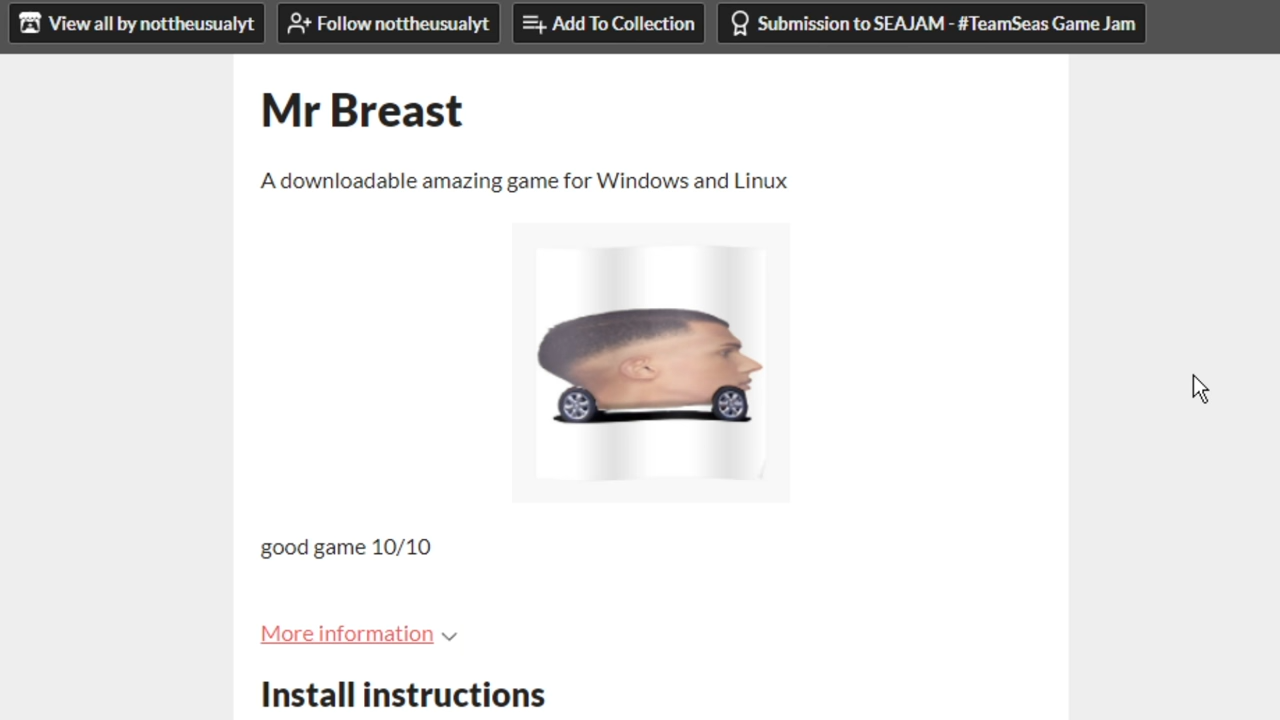 View all by nottheusualyt
Follow nottheusualyt
Add To Collection
Submission to SEAJAM - #TeamSeas Game Jam
Mr Breast
A downloadable amazing game for Windows and Linux
good game 10/10
More information
Install instructions